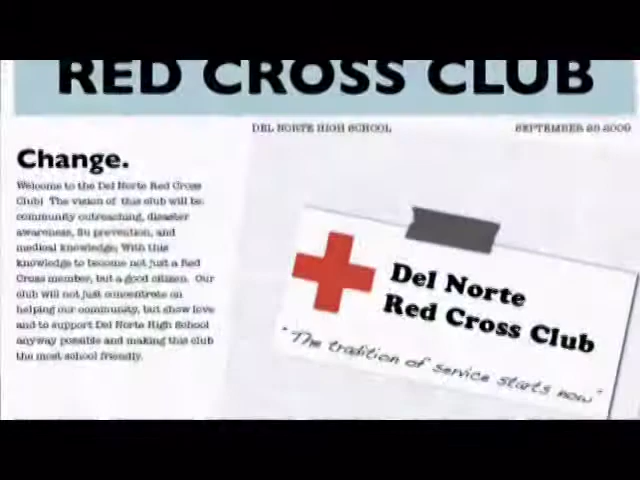 RED CROSS CLUB
DEL NORTE HIGH SCHOOL SEPTEMBER 23 2009
Change.
Welcome to the Del Norte Red Cross
Club! The vision of this club will be
community outreaching, disaster
awareness, flu prevention, and
medical knowledge. With this
knowledge to become not just a Red
Cross member, but a good citizen. Our
club will not just concentrate on
helping our community, but show love
and to support Del Norte High School
anyway possible and making this club
the most school friendly.
Del Norte
Red Cross Club
"The tradition of service starts now"